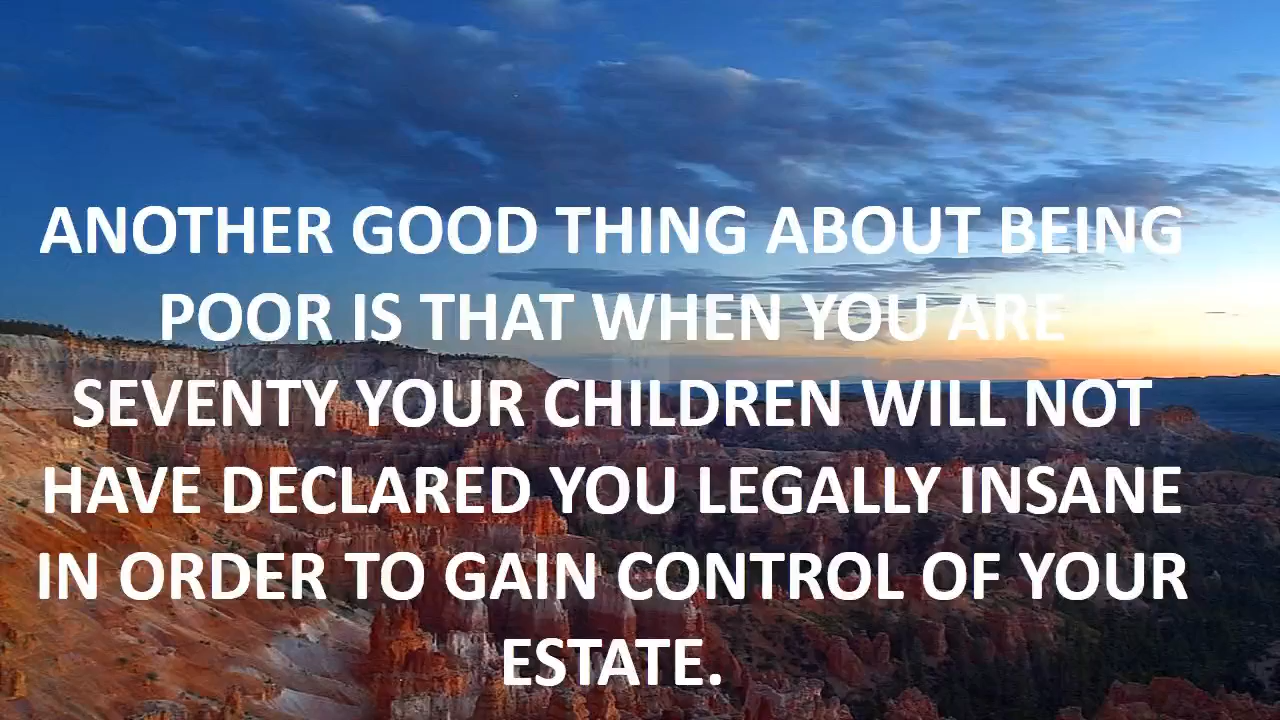 ANOTHER GOOD THING ABOUT BEING
POOR IS THAT WHEN YOU ARE
SEVENTY YOUR CHILDREN WILL NOT
HAVE DECLARED YOU LEGALLY INSANE
IN ORDER TO GAIN CONTROL OF YOUR
ESTATE.